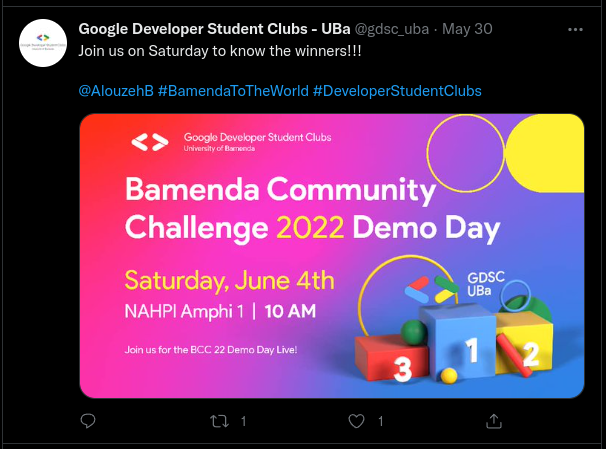 Google Developer Student Clubs - UBa @gdsc_uba · May 30
Join us on Saturday to know the winners!!!
@AlouzehB #BamendaToTheWorld #DeveloperStudentClubs
Google Developer Student Clubs
University of Bamenda
Bamenda Community
Challenge 2022 Demo Day
Saturday, June 4th
NAHPI Amphi 1 | 10 AM
Join us for the BCC 22 Demo Day Live!
GDSC
UBa
3 1 2
1 1